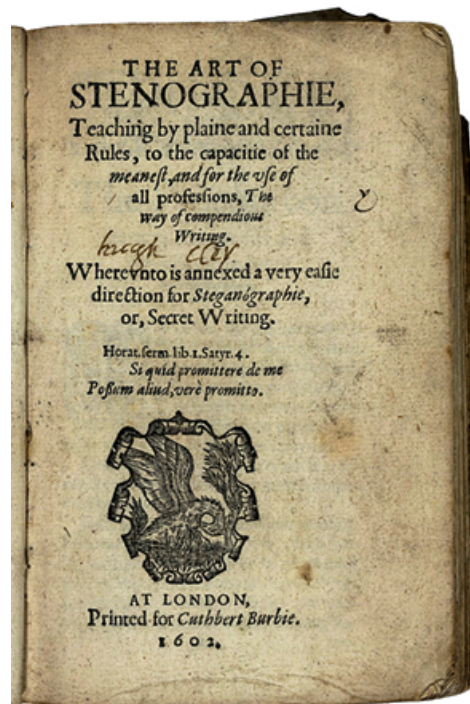 THE ART OF
STENOGRAPHIE,
Teaching by plaine and certaine
Rules, to the capacitie of the
meanest, and for the vse of
all professions, The
way of compendious
Writing.
hugh
Wherevnto is annexed a very easie
direction for Steganógraphie,
or, Secret Writing.
Horat. serm. lib. 1. Satyr. 4.
Si quid promittere de me
Possum aliud, verè promitto.
AT LONDON,
Printed for Cuthbert Burbie.
1602.